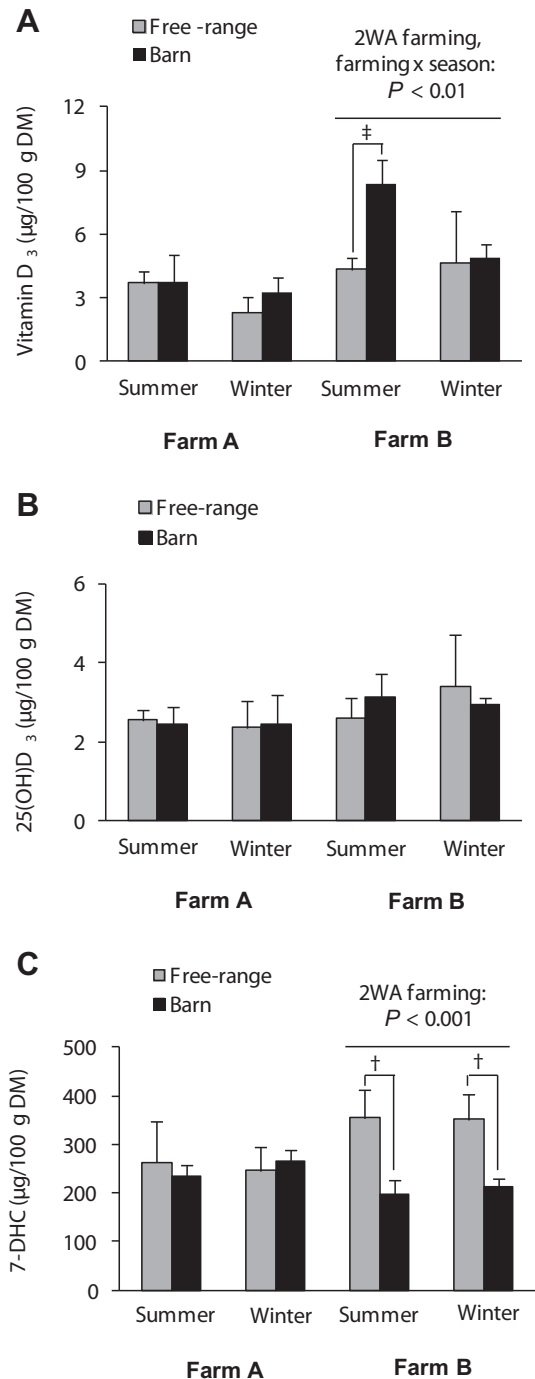 A
Free -range
Barn
2WA farming,
farming x season:
P < 0.01
Vitamin D 3 (µg/100 g DM)
12
9
6
3
0
‡
Summer Winter Summer Winter
Farm A Farm B
B
Free-range
Barn
25(OH)D 3 (µg/100 g DM)
6
4
2
0
Summer Winter Summer Winter
Farm A Farm B
C
Free-range
Barn
2WA farming:
P < 0.001
7-DHC (µg/100 g DM)
500
400
300
200
100
0
† †
Summer Winter Summer Winter
Farm A Farm B